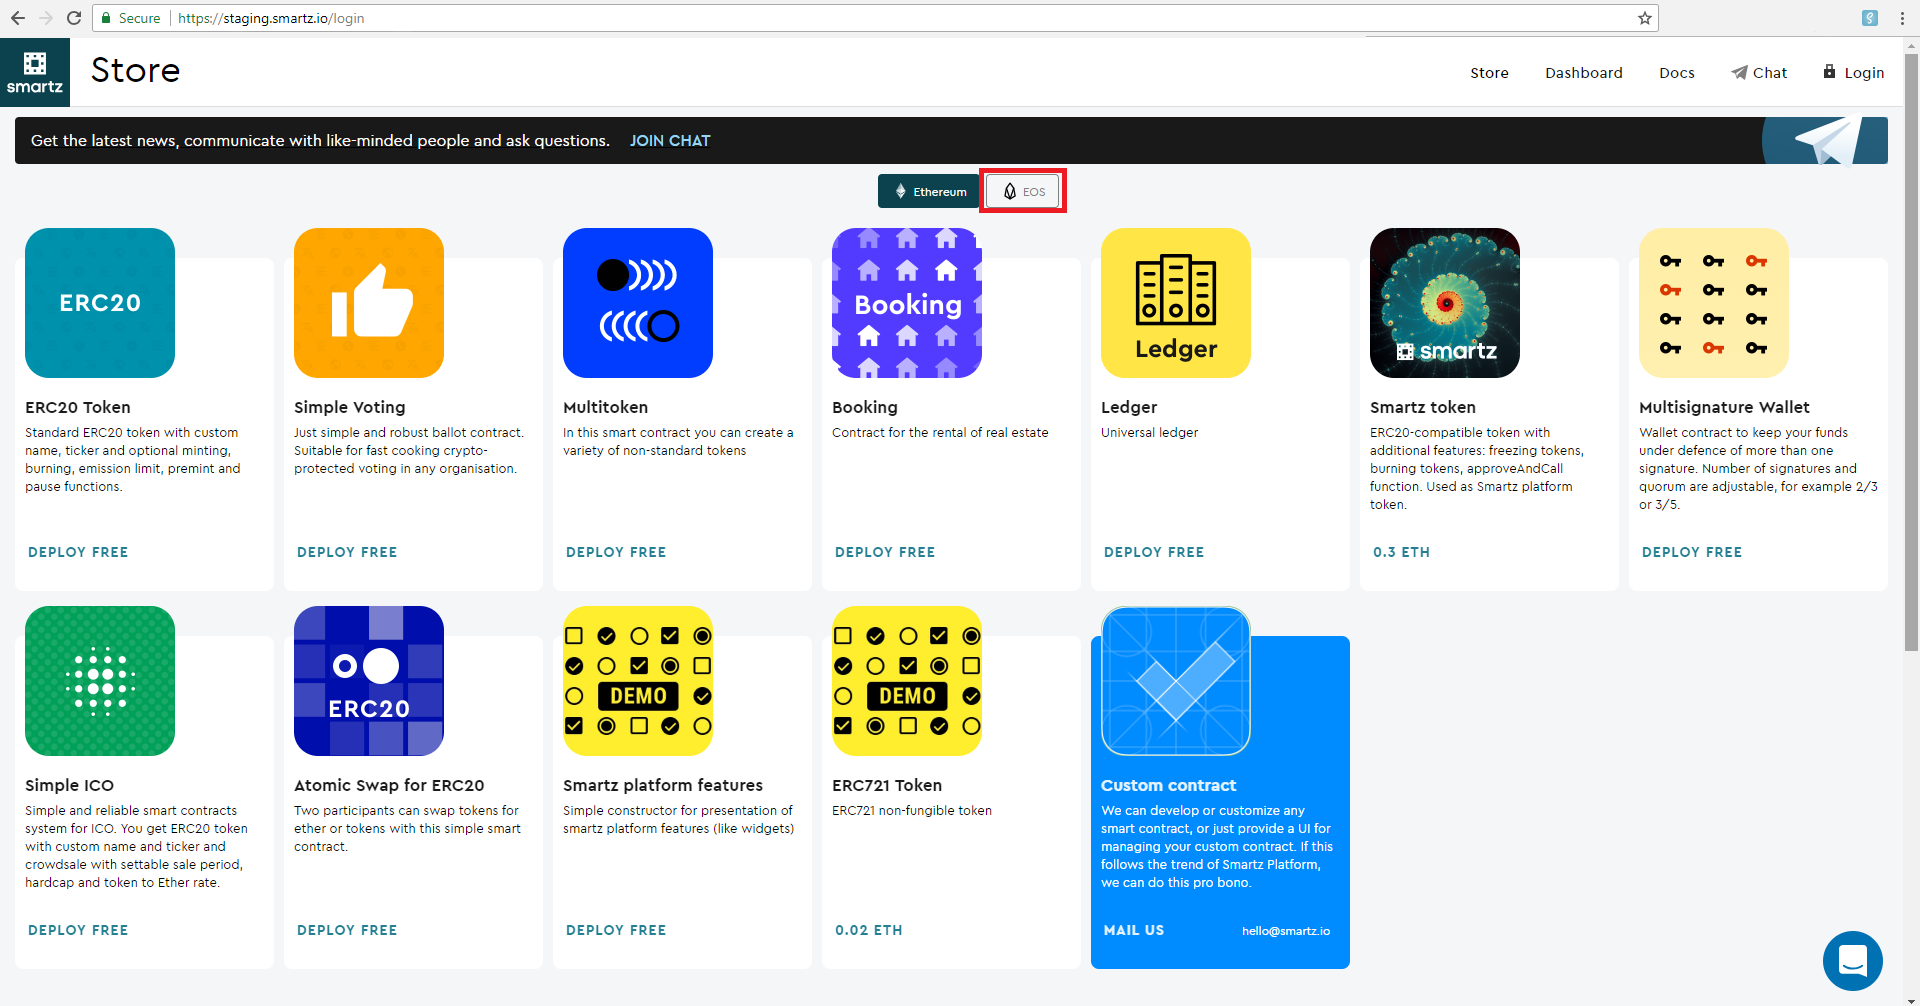 Secure
https://staging.smartz.io/login
smartz
Store
Store
Dashboard
Docs
Chat
Login
Get the latest news, communicate with like-minded people and ask questions. JOIN CHAT
Ethereum
EOS
ERC20
Booking
Ledger
smartz
ERC20 Token
Standard ERC20 token with custom
name, ticker and optional minting,
burning, emission limit, premint and
pause functions.
DEPLOY FREE
Simple Voting
Just simple and robust ballot contract.
Suitable for fast cooking crypto-
protected voting in any organisation.
DEPLOY FREE
Multitoken
In this smart contract you can create a
variety of non-standard tokens
DEPLOY FREE
Booking
Contract for the rental of real estate
DEPLOY FREE
Ledger
Universal ledger
DEPLOY FREE
Smartz token
ERC20-compatible token with
additional features: freezing tokens,
burning tokens, approveAndCall
function. Used as Smartz platform
token.
0.3 ETH
Multisignature Wallet
Wallet contract to keep your funds
under defence of more than one
signature. Number of signatures and
quorum are adjustable, for example 2/3
or 3/5.
DEPLOY FREE
ERC20
DEMO
DEMO
Simple ICO
Simple and reliable smart contracts
system for ICO. You get ERC20 token
with custom name and ticker and
crowdsale with settable sale period,
hardcap and token to Ether rate.
DEPLOY FREE
Atomic Swap for ERC20
Two participants can swap tokens for
ether or tokens with this simple smart
contract.
DEPLOY FREE
Smartz platform features
Simple constructor for presentation of
smartz platform features (like widgets)
DEPLOY FREE
ERC721 Token
ERC721 non-fungible token
0.02 ETH
Custom contract
We can develop or customize any
smart contract, or just provide a UI for
managing your custom contract. If this
follows the trend of Smartz Platform,
we can do this pro bono.
MAIL US
hello@smartz.io